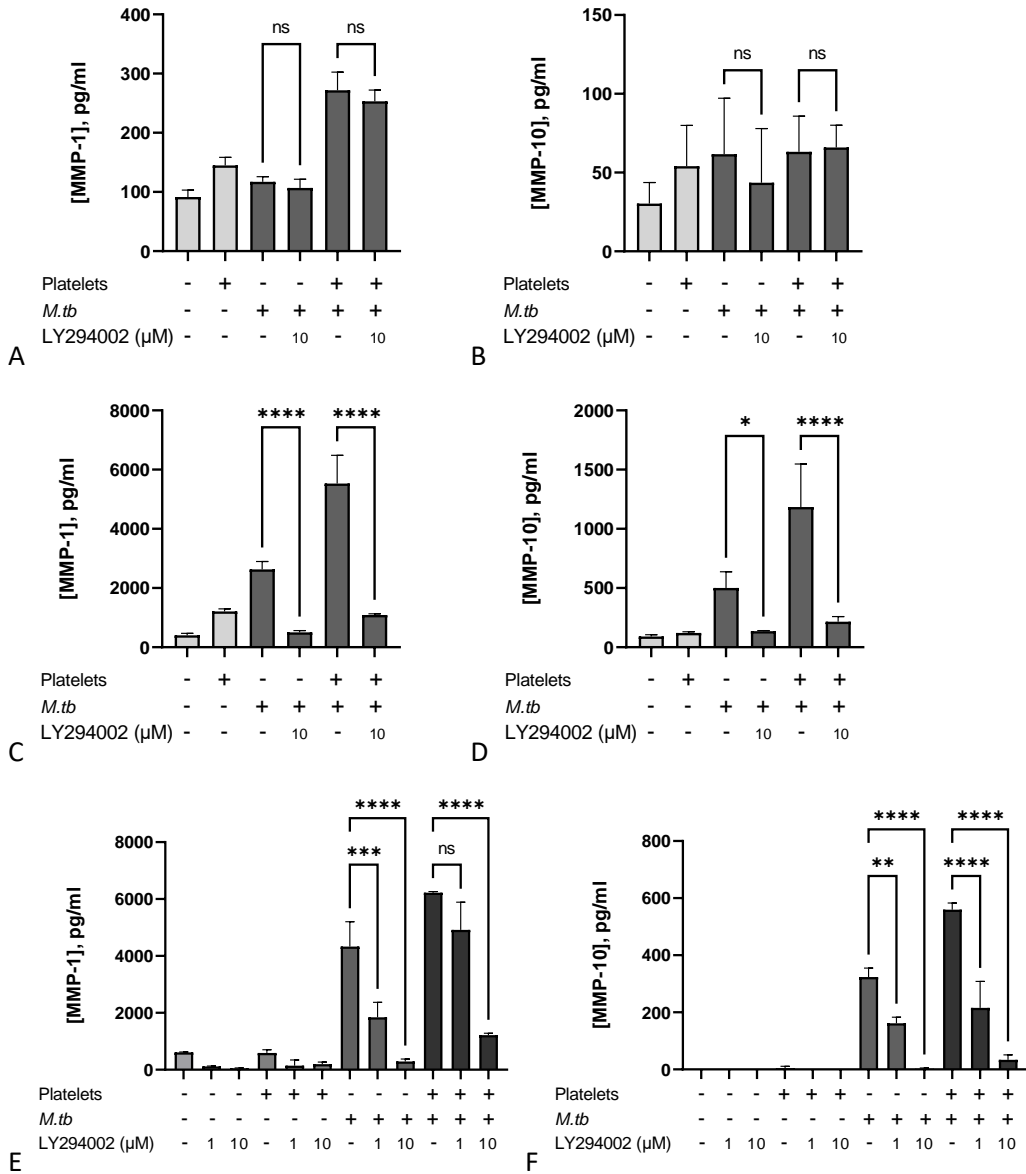 400
300
200
100
0
[MMP-1], pg/ml
ns
ns
Platelets - + - - + +
M.tb - - + + + +
LY294002 (µM) - - - 10 - 10
A
150
100
50
0
[MMP-10], pg/ml
ns
ns
- + - - + +
- - + + + +
- - - 10 - 10
B
8000
6000
4000
2000
0
[MMP-1], pg/ml
**** ****
Platelets - + - - + +
M.tb - - + + + +
LY294002 (µM) - - - 10 - 10
C
2000
1500
1000
500
0
[MMP-10], pg/ml
* ****
Platelets - + - - + +
M.tb - - + + + +
LY294002 (µM) - - - 10 - 10
D
8000
6000
4000
2000
0
[MMP-1], pg/ml
**** ****
*** ns
Platelets - - - + + + - - - + + +
M.tb - - - - - - + + + + + +
LY294002 (µM) - 1 10 - 1 10 - 1 10 - 1 10
E
800
600
400
200
0
[MMP-10], pg/ml
**** ****
** ****
Platelets - - - + + + - - - + + +
M.tb - - - - - - + + + + + +
LY294002 (µM) - 1 10 - 1 10 - 1 10 - 1 10
F